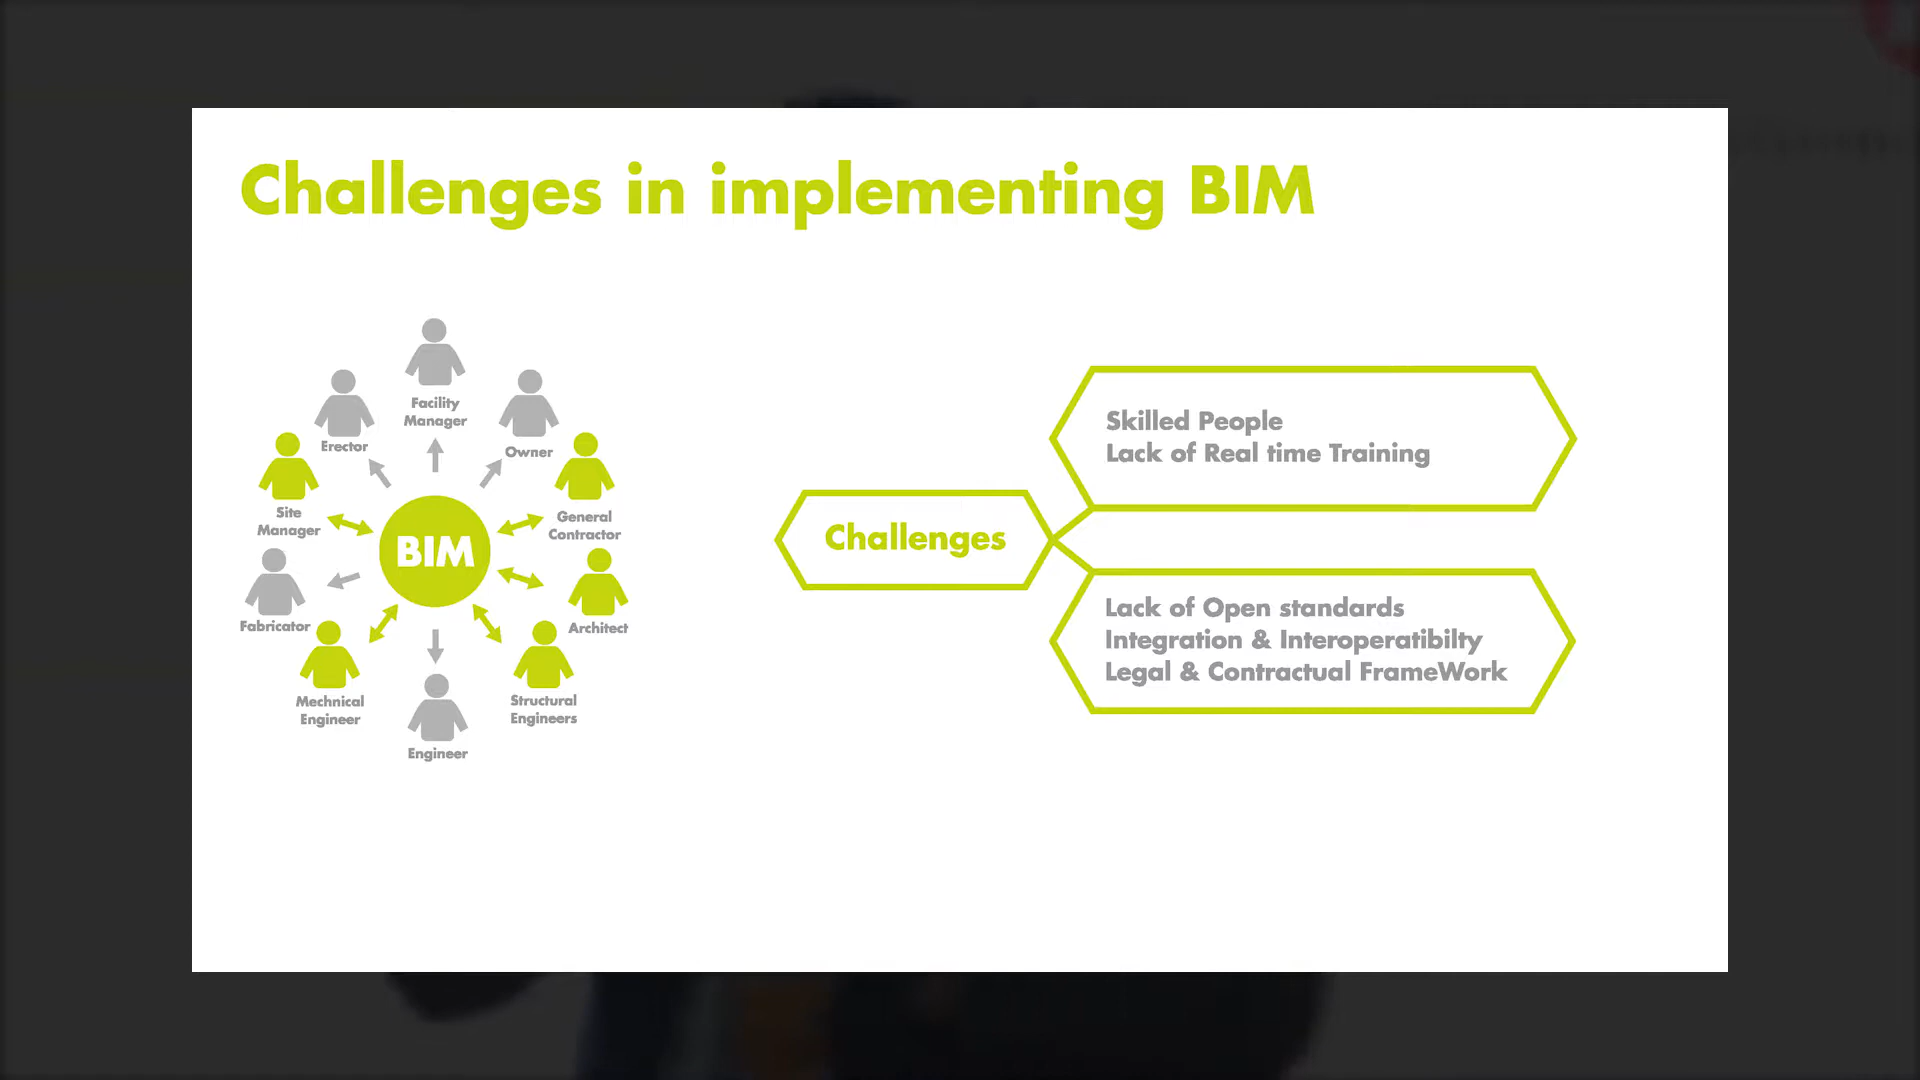 Challenges in implementing BIM
Facility
Manager
Erector
Owner
Site
Manager
General
Contractor
BIM
Fabricator
Architect
Mechnical
Engineer
Structural
Engineers
Engineer
Challenges
Skilled People
Lack of Real time Training
Lack of Open standards
Integration & Interoperatibilty
Legal & Contractual FrameWork